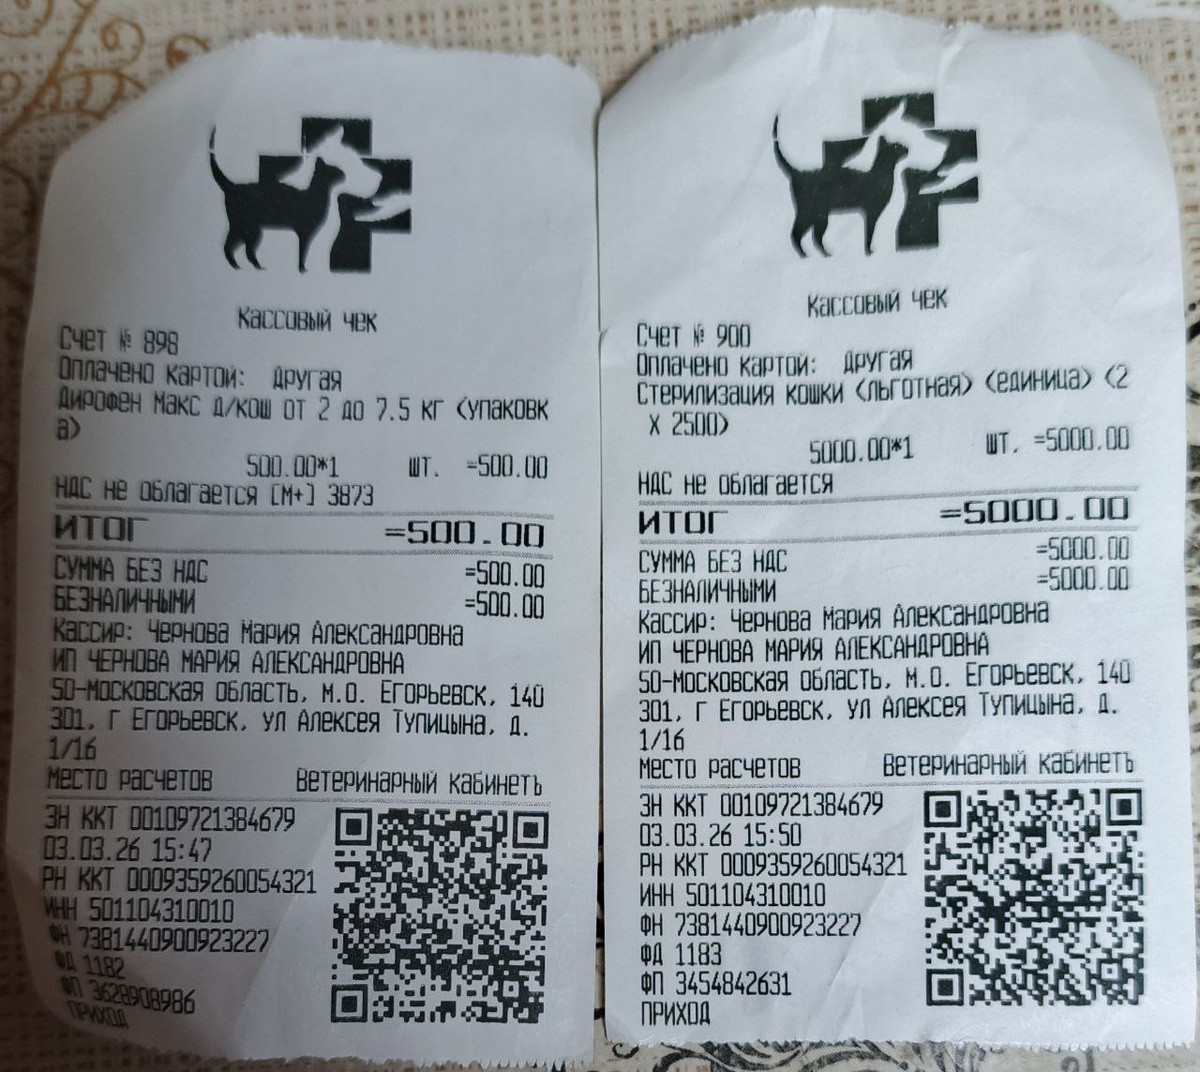 Кассовый чек
Счет № 898
Оплачено картой: Другая
Дирофен Макс д/кош от 2 до 7.5 кг (упаковк
а)
500.00*1 шт. =500.00
НДС не облагается [М+] 3873
ИТОГ =500.00
СУММА БЕЗ НДС =500.00
БЕЗНАЛИЧНЫМИ =500.00
Кассир: Чернова Мария Александровна
ИП ЧЕРНОВА МАРИЯ АЛЕКСАНДРОВНА
50-Московская область, м.о. Егорьевск, 140
301, г Егорьевск, ул Алексея Тупицына, д.
1/16
Место расчетов Ветеринарный кабинетъ
ЗН ККТ 00109721384679
03.03.26 15:47
РН ККТ 0009359260054321
ИНН 501104310010
ФН 7381440900923227
ФД 1182
ФП 3628908986
ПРИХОД
Кассовый чек
Счет № 900
Оплачено картой: Другая
Стерилизация кошки (льготная) (единица) (2
Х 2500)
5000.00*1 шт. =5000.00
НДС не облагается
ИТОГ =5000.00
СУММА БЕЗ НДС =5000.00
БЕЗНАЛИЧНЫМИ =5000.00
Кассир: Чернова Мария Александровна
ИП ЧЕРНОВА МАРИЯ АЛЕКСАНДРОВНА
50-Московская область, м.о. Егорьевск, 140
301, г Егорьевск, ул Алексея Тупицына, д.
1/16
Место расчетов Ветеринарный кабинетъ
ЗН ККТ 00109721384679
03.03.26 15:50
РН ККТ 0009359260054321
ИНН 501104310010
ФН 7381440900923227
ФД 1183
ФП 3454842631
ПРИХОД